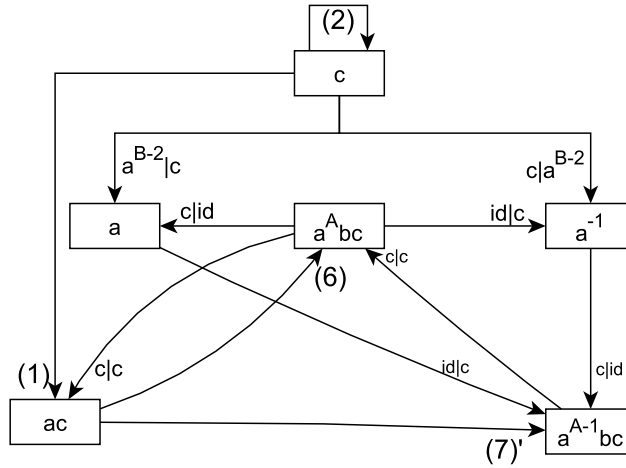 (2)
c
a^{B-2}|c
c|a^{B-2}
a
c|id
a^{A}bc
id|c
a^{-1}
c|c
(6)
c|c
id|c
c|id
(1)
ac
a^{A-1}bc
(7)'